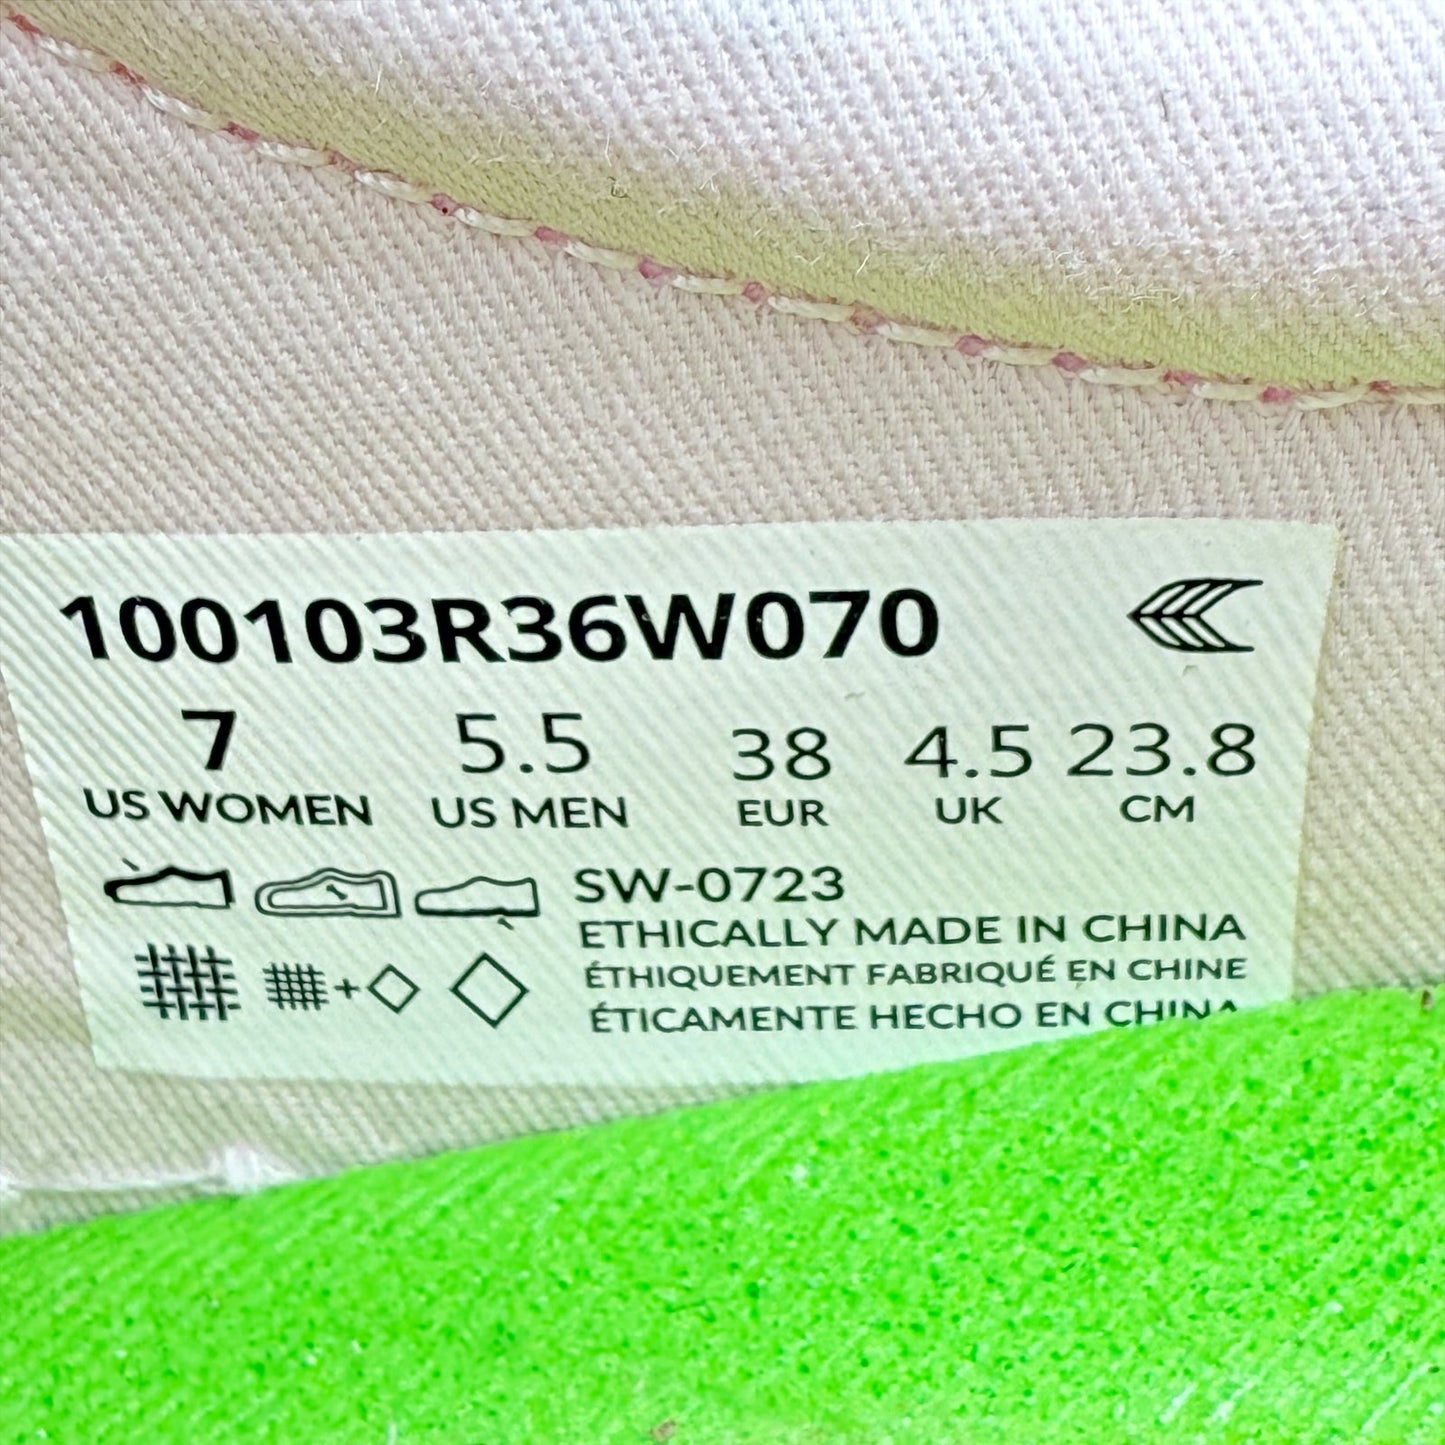 100103R36W070
7 5.5 38 4.5 23.8
US WOMEN US MEN EUR UK CM
SW-0723
ETHICALLY MADE IN CHINA
ÉTHIQUEMENT FABRIQUÉ EN CHINE
ÉTICAMENTE HECHO EN CHINA